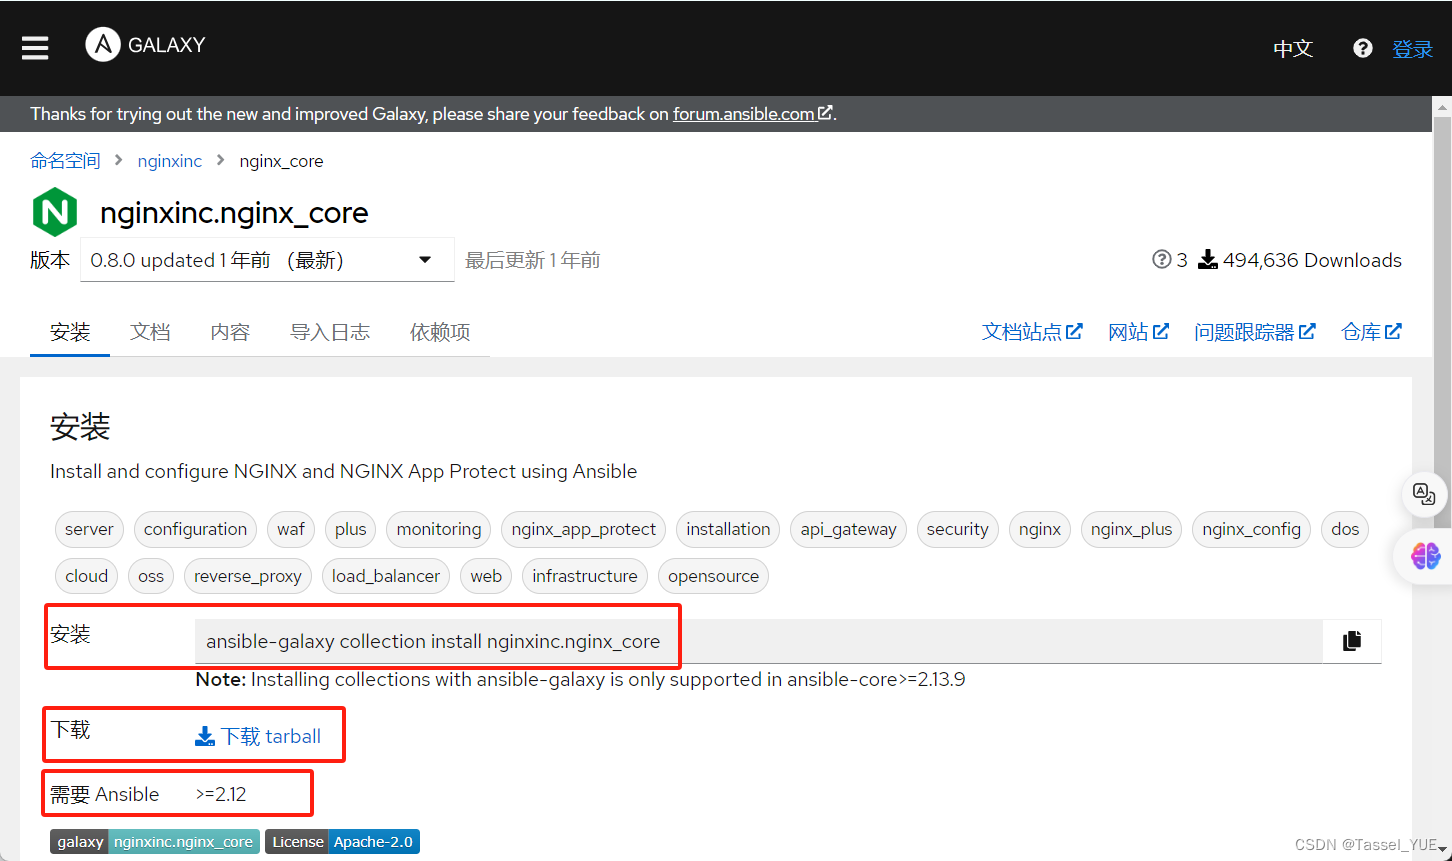 GALAXY
中文
登录
Thanks for trying out the new and improved Galaxy, please share your feedback on forum.ansible.com.
命名空间 > nginxinc > nginx_core
nginxinc.nginx_core
版本 0.8.0 updated 1 年前 （最新） 最后更新 1 年前 3 494,636 Downloads
安装 文档 内容 导入日志 依赖项 文档站点 网站 问题跟踪器 仓库
安装
Install and configure NGINX and NGINX App Protect using Ansible
server configuration waf plus monitoring nginx_app_protect installation api_gateway security nginx nginx_plus nginx_config dos
cloud oss reverse_proxy load_balancer web infrastructure opensource
安装 ansible-galaxy collection install nginxinc.nginx_core
Note: Installing collections with ansible-galaxy is only supported in ansible-core>=2.13.9
下载 下载 tarball
需要 Ansible >=2.12
galaxy nginxinc.nginx_core License Apache-2.0
CSDN @Tassel_YUE